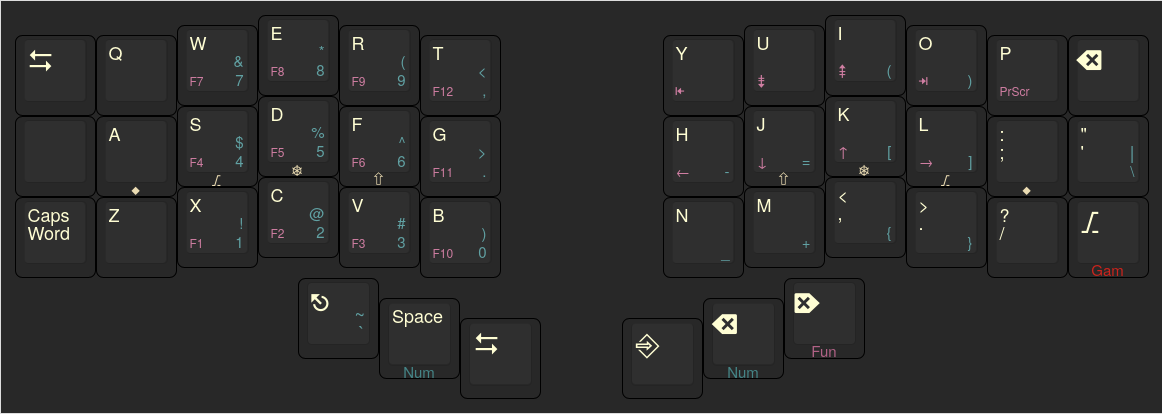 Q
W
&
F7 7
E
*
F8 8
R
(
F9 9
T
<
F12 ,
Y
U
I
(
O
)
P
PrScr
A
S
$
F4 4
D
%
F5 5
F
^
F6 6
G
>
F11 .
H
-
J
=
K
[
L
]
:
;
"
'
|
\
Caps
Word
Z
X
!
F1 1
C
@
F2 2
V
#
F3 3
B
)
F10 0
N
_
M
+
<
,
{
>
.
}
?
/
Gam
~
`
Space
Num
Num
Fun